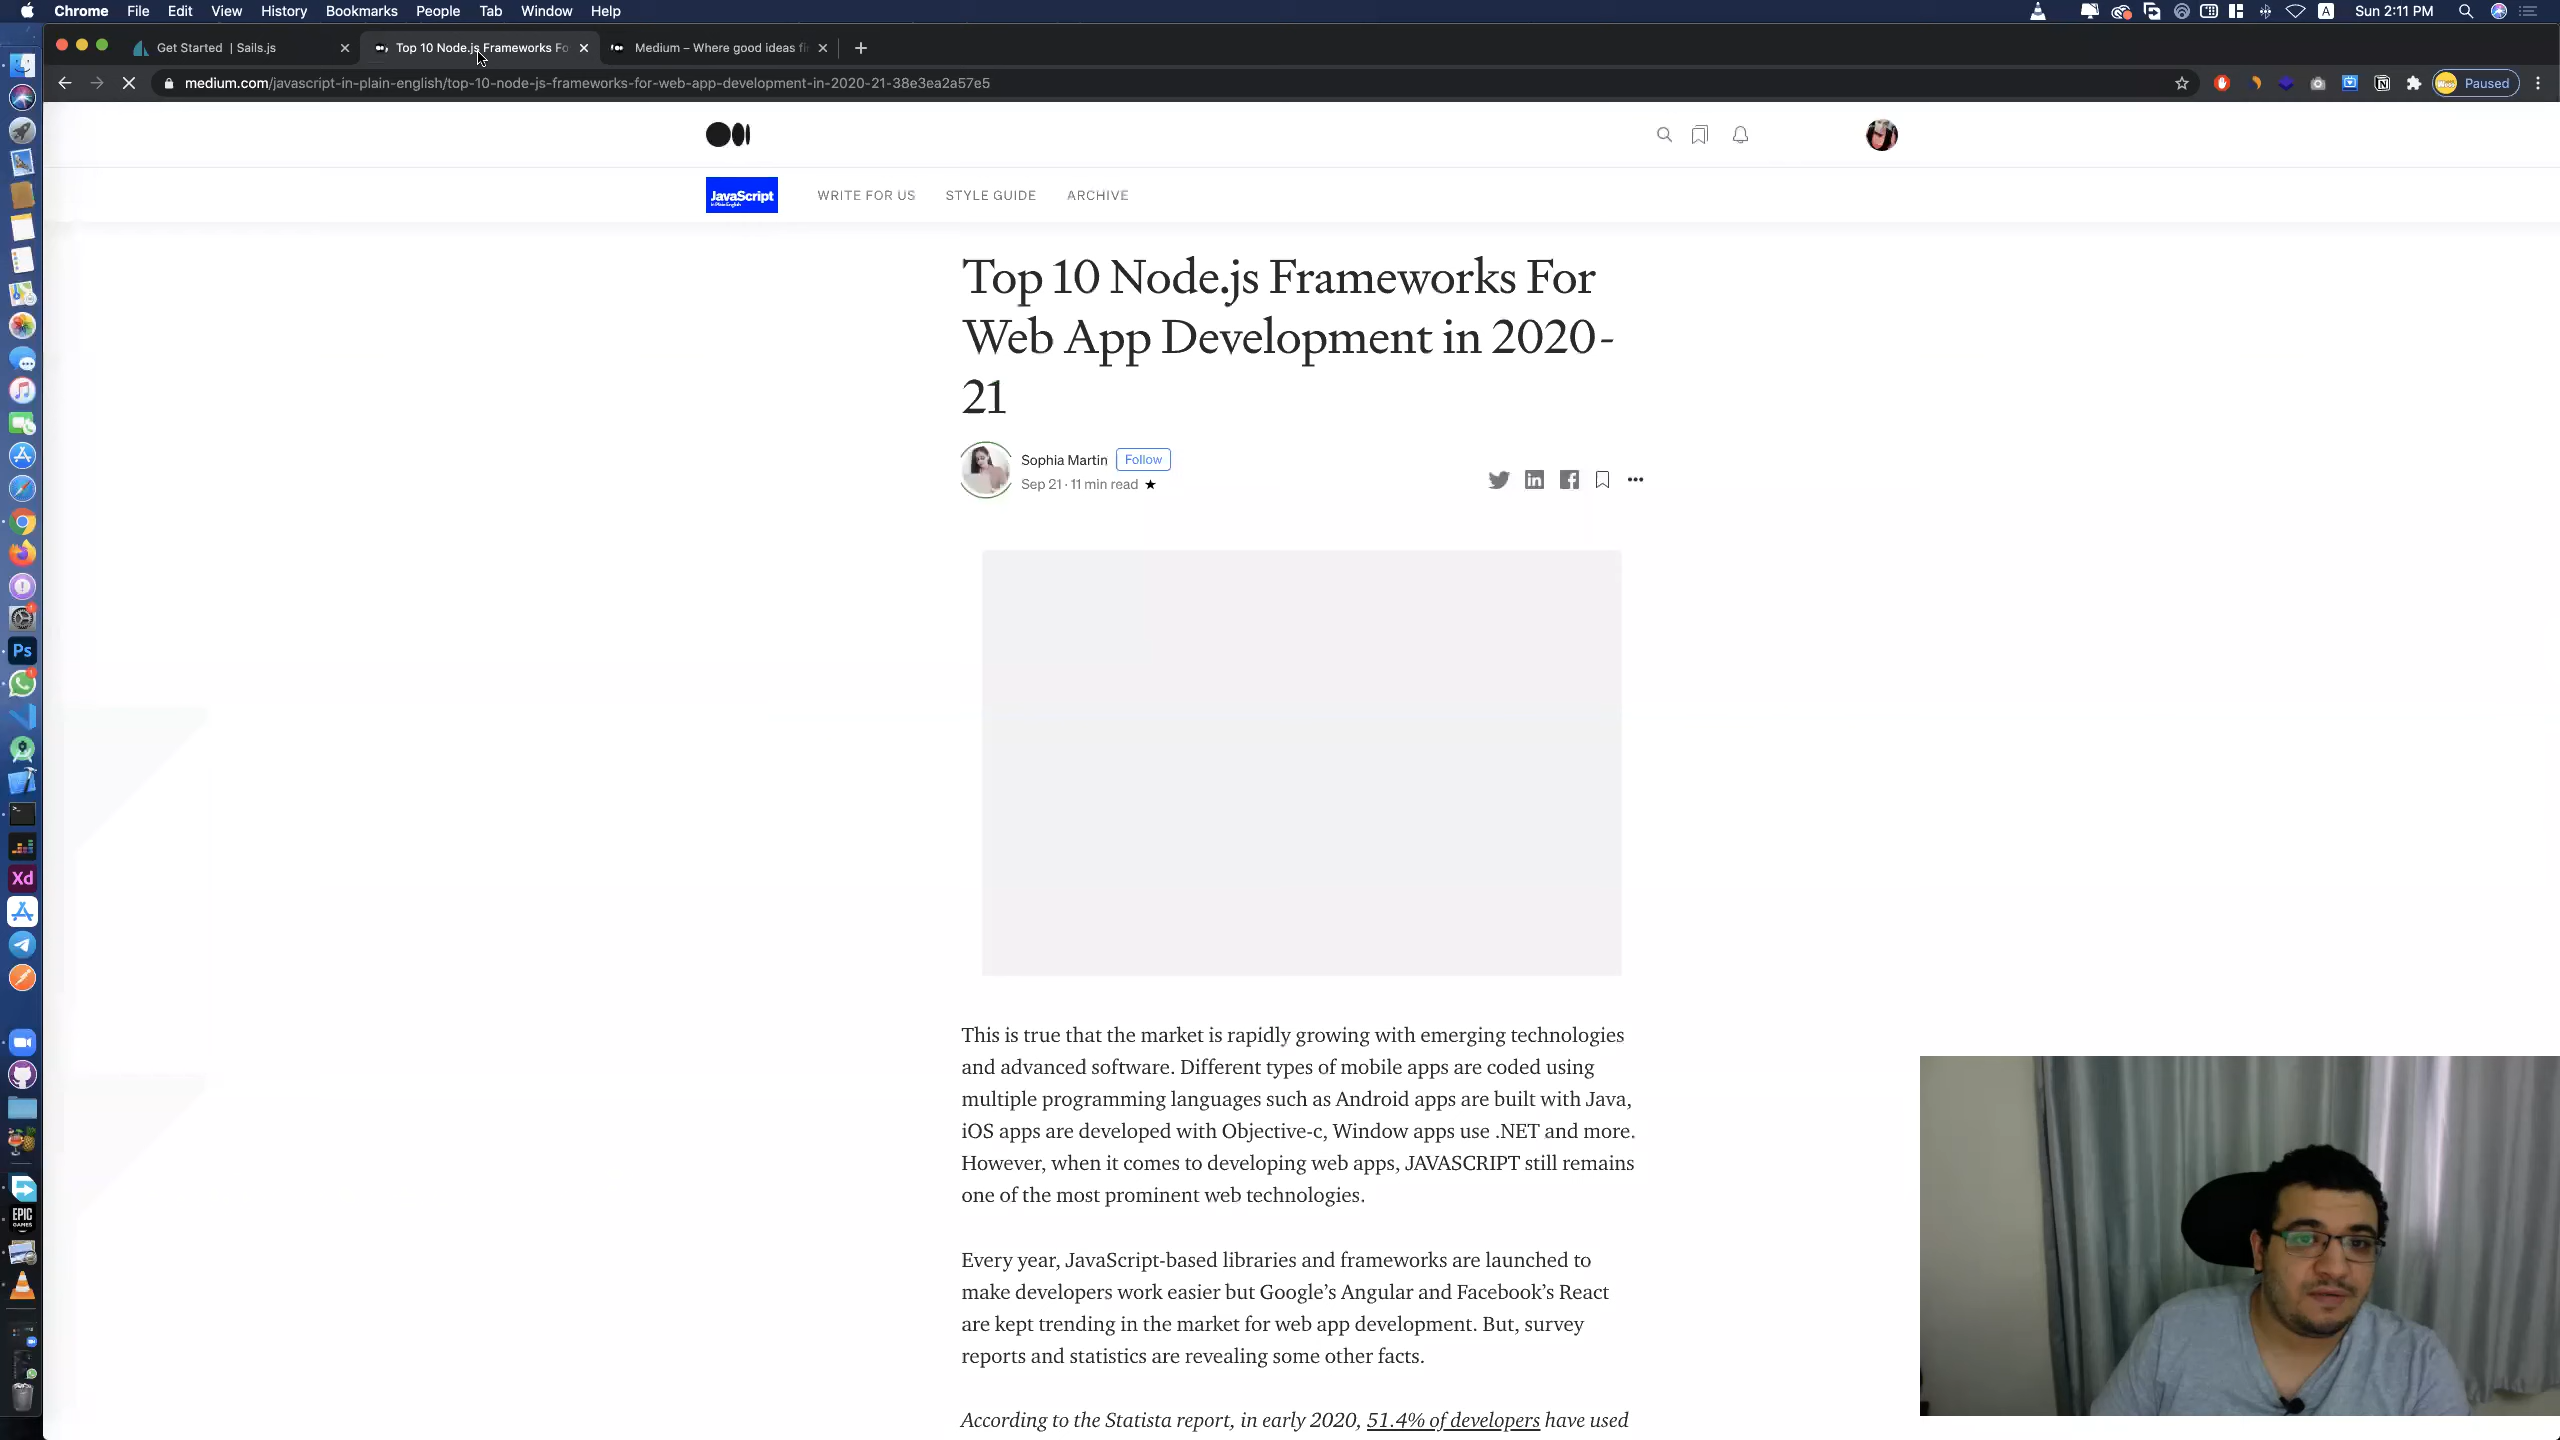 Chrome File Edit View History Bookmarks People Tab Window Help
A Sun 2:11 PM
Get Started | Sails.js
Top 10 Node.js Frameworks Fo
Medium – Where good ideas fi
medium.com/javascript-in-plain-english/top-10-node-js-frameworks-for-web-app-development-in-2020-21-38e3ea2a57e5
Paused
JavaScript
in Plain English
WRITE FOR US STYLE GUIDE ARCHIVE
Top 10 Node.js Frameworks For
Web App Development in 2020-
21
Sophia Martin Follow
Sep 21 · 11 min read ★
Ps
Xd
EPIC
GAMES
This is true that the market is rapidly growing with emerging technologies
and advanced software. Different types of mobile apps are coded using
multiple programming languages such as Android apps are built with Java,
iOS apps are developed with Objective-c, Window apps use .NET and more.
However, when it comes to developing web apps, JAVASCRIPT still remains
one of the most prominent web technologies.
Every year, JavaScript-based libraries and frameworks are launched to
make developers work easier but Google’s Angular and Facebook’s React
are kept trending in the market for web app development. But, survey
reports and statistics are revealing some other facts.
According to the Statista report, in early 2020, 51.4% of developers have used